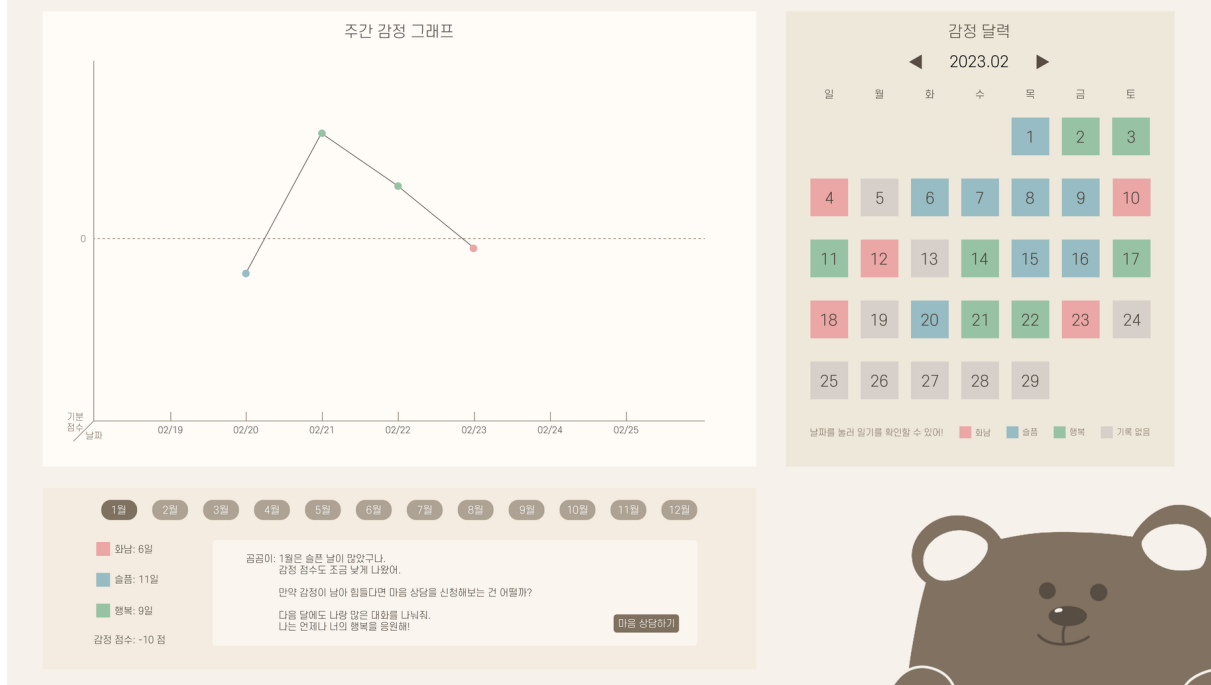 주간 감정 그래프
0
기분
점수
날짜
02/19 02/20 02/21 02/22 02/23 02/24 02/25
감정 달력
◀ 2023.02 ▶
일 월 화 수 목 금 토
1 2 3
4 5 6 7 8 9 10
11 12 13 14 15 16 17
18 19 20 21 22 23 24
25 26 27 28 29
날짜를 눌러 일기를 확인할 수 있어! 화남 슬픔 행복 기록 없음
1월 2월 3월 4월 5월 6월 7월 8월 9월 10월 11월 12월
화남: 6일
슬픔: 11일
행복: 9일
감정 점수: -10 점
곰곰이: 1월은 슬픈 날이 많았구나.
감정 점수도 조금 낮게 나왔어.
만약 감정이 남아 힘들다면 마음 상담을 신청해보는 건 어떨까?
다음 달에도 나랑 많은 대화를 나눠줘.
나는 언제나 너의 행복을 응원해!
마음 상담하기